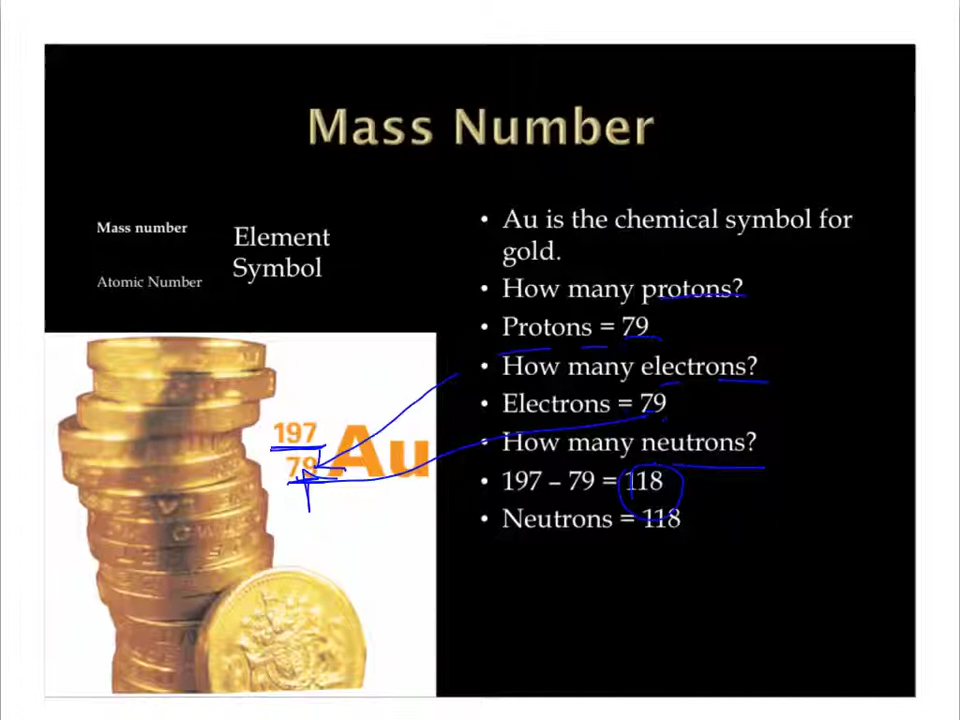 Mass Number
Mass number
Atomic Number
Element
Symbol
197
79
Au
• Au is the chemical symbol for
gold.
• How many protons?
• Protons = 79
• How many electrons?
• Electrons = 79
• How many neutrons?
• 197 – 79 = 118
• Neutrons = 118